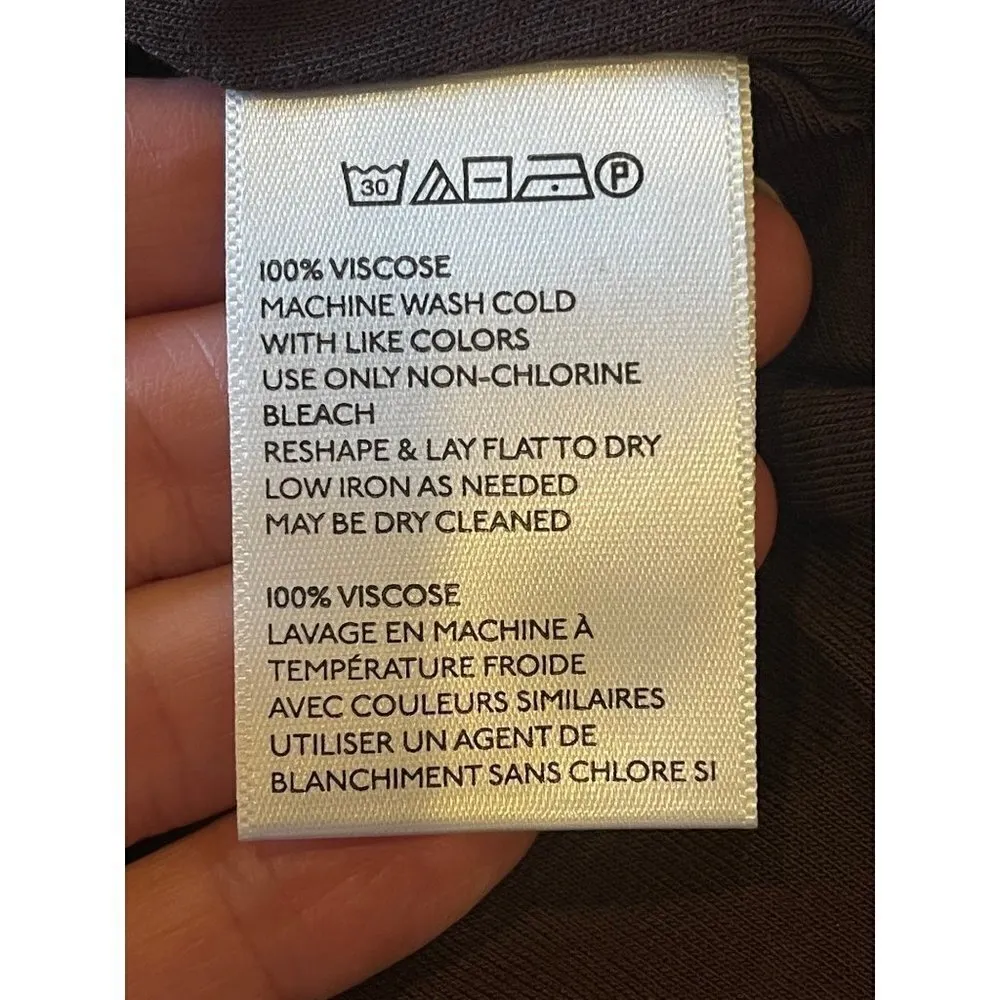 30 P
100% VISCOSE
MACHINE WASH COLD
WITH LIKE COLORS
USE ONLY NON-CHLORINE
BLEACH
RESHAPE & LAY FLAT TO DRY
LOW IRON AS NEEDED
MAY BE DRY CLEANED
100% VISCOSE
LAVAGE EN MACHINE À
TEMPÉRATURE FROIDE
AVEC COULEURS SIMILAIRES
UTILISER UN AGENT DE
BLANCHIMENT SANS CHLORE SI